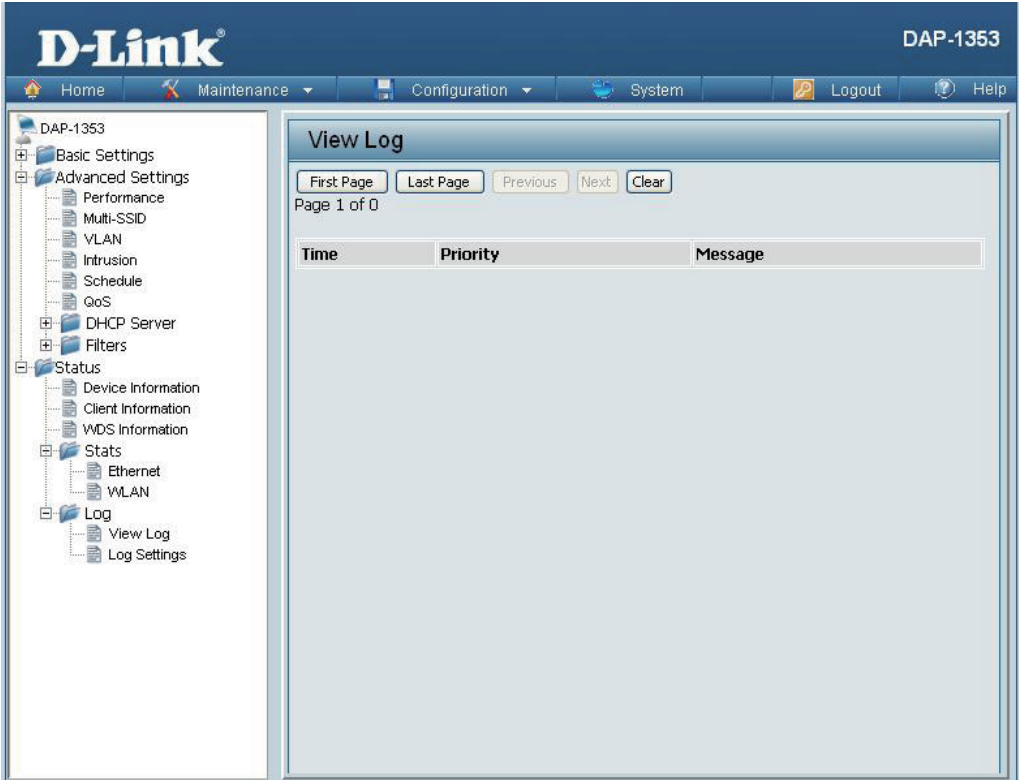 D-Link®
DAP-1353
Home Maintenance Configuration System Logout Help
DAP-1353
Basic Settings
Advanced Settings
Performance
Multi-SSID
VLAN
Intrusion
Schedule
QoS
DHCP Server
Filters
Status
Device Information
Client Information
WDS Information
Stats
Ethernet
WLAN
Log
View Log
Log Settings
View Log
First Page Last Page Previous Next Clear
Page 1 of 0
Time Priority Message